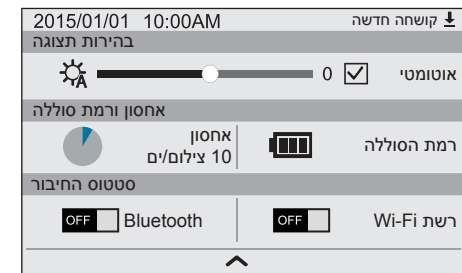 2015/01/01 10:00AM קושחה חדשה
בהירות תצוגה
אוטומטי 0 A
אחסון ורמת סוללה
רמת הסוללה
אחסון
10 צילום/ים
סטטוס החיבור
רשת Wi-Fi OFF Bluetooth OFF